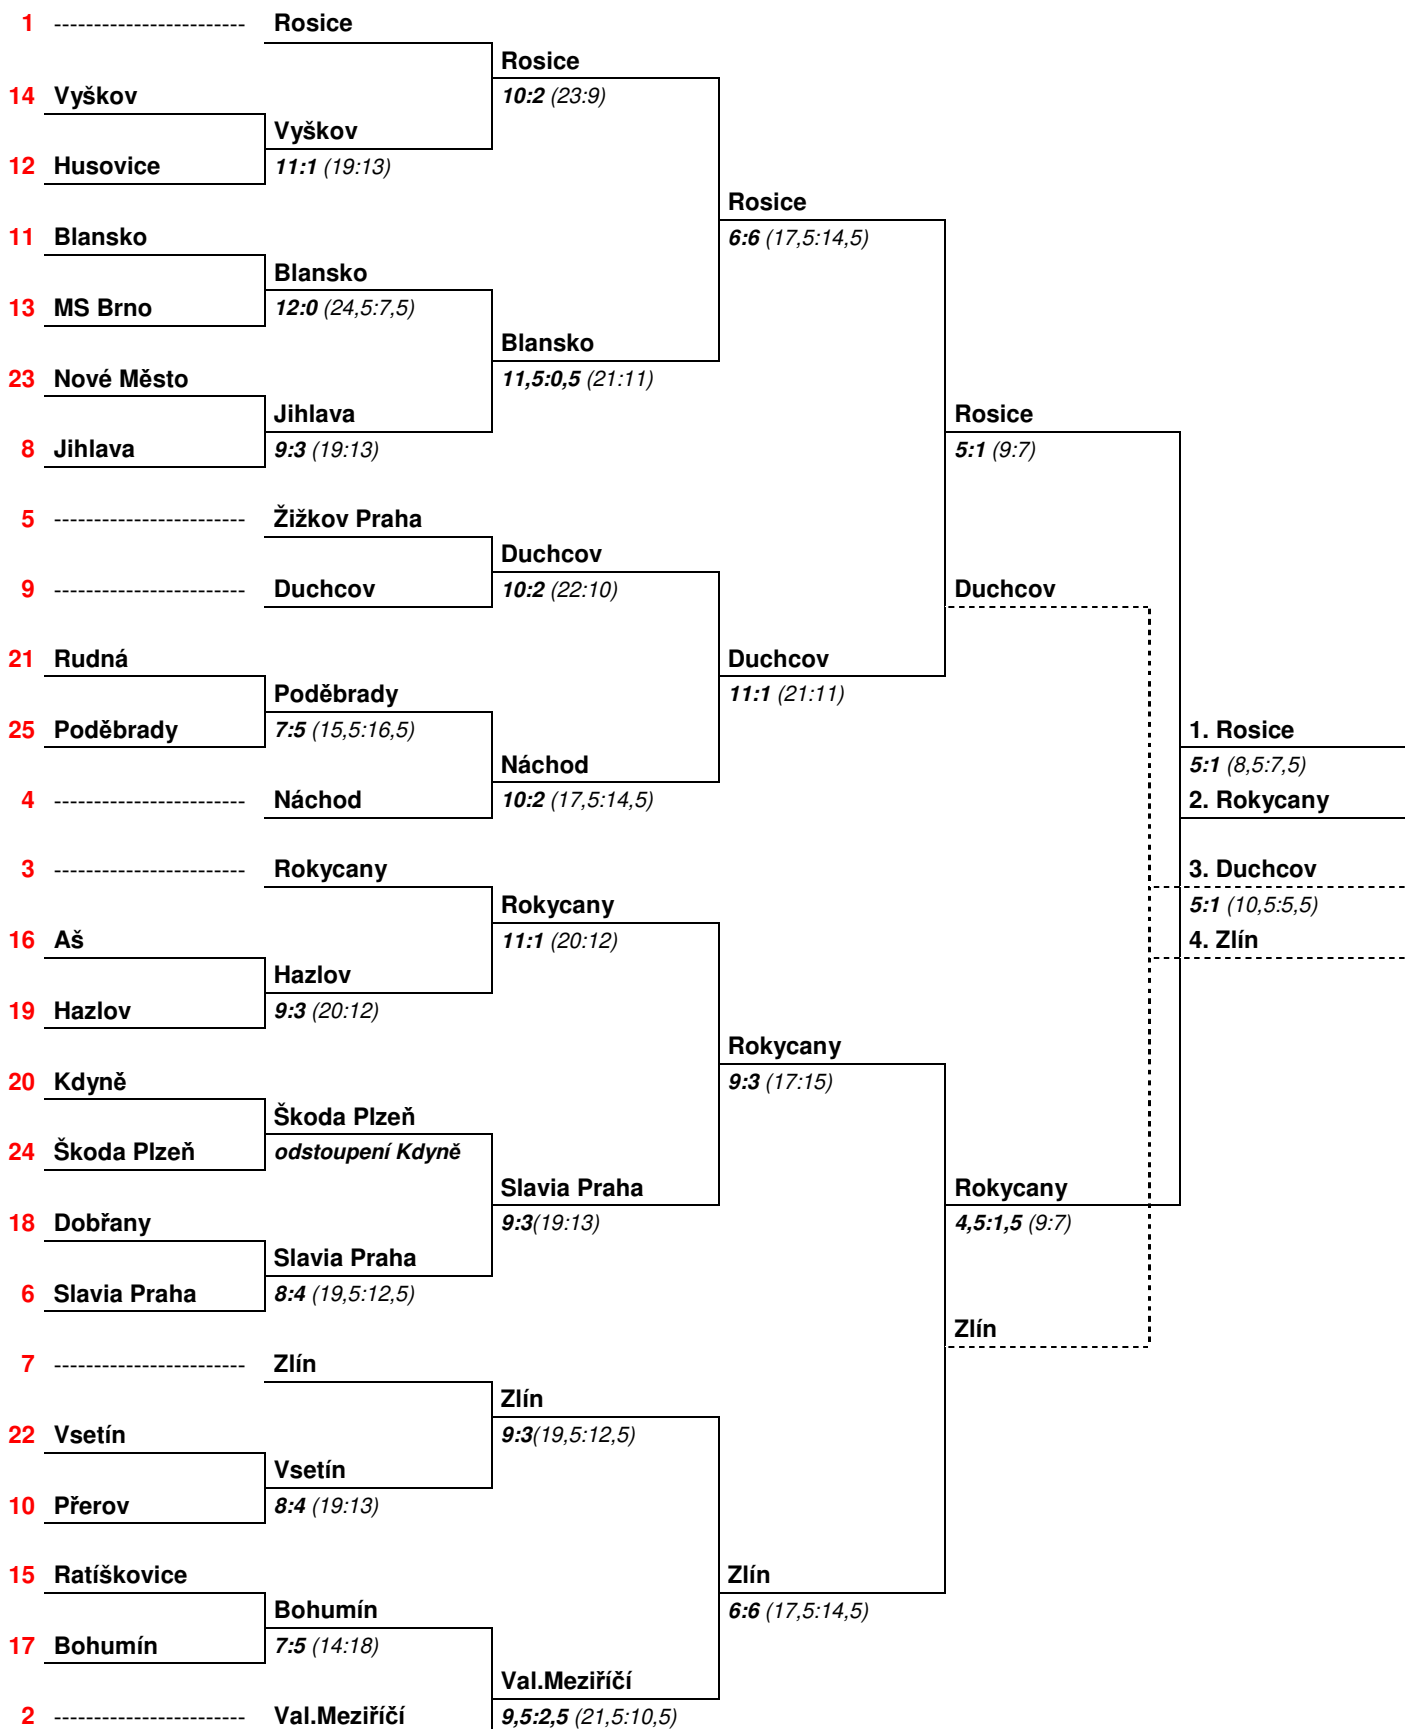 1 ------------------------ Rosice
Rosice
14 Vyškov
10:2 (23:9)
Vyškov
12 Husovice
11:1 (19:13)
Rosice
11 Blansko
6:6 (17,5:14,5)
Blansko
13 MS Brno
12:0 (24,5:7,5)
Blansko
23 Nové Město
11,5:0,5 (21:11)
Jihlava
Rosice
8 Jihlava
9:3 (19:13)
5:1 (9:7)
5 ------------------------ Žižkov Praha
Duchcov
9 ------------------------ Duchcov
10:2 (22:10)
Duchcov
21 Rudná
Duchcov
Poděbrady
11:1 (21:11)
25 Poděbrady
7:5 (15,5:16,5)
1. Rosice
Náchod
5:1 (8,5:7,5)
4 ------------------------ Náchod
10:2 (17,5:14,5)
2. Rokycany
3 ------------------------ Rokycany
3. Duchcov
Rokycany
5:1 (10,5:5,5)
16 Aš
11:1 (20:12)
4. Zlín
Hazlov
19 Hazlov
9:3 (20:12)
Rokycany
20 Kdyně
9:3 (17:15)
Škoda Plzeň
24 Škoda Plzeň
odstoupení Kdyně
Slavia Praha
Rokycany
18 Dobřany
9:3(19:13)
4,5:1,5 (9:7)
Slavia Praha
6 Slavia Praha
8:4 (19,5:12,5)
Zlín
7 ------------------------ Zlín
Zlín
22 Vsetín
9:3(19,5:12,5)
Vsetín
10 Přerov
8:4 (19:13)
15 Ratíškovice
Zlín
Bohumín
6:6 (17,5:14,5)
17 Bohumín
7:5 (14:18)
Val.Meziříčí
2 ------------------------ Val.Meziříčí
9,5:2,5 (21,5:10,5)